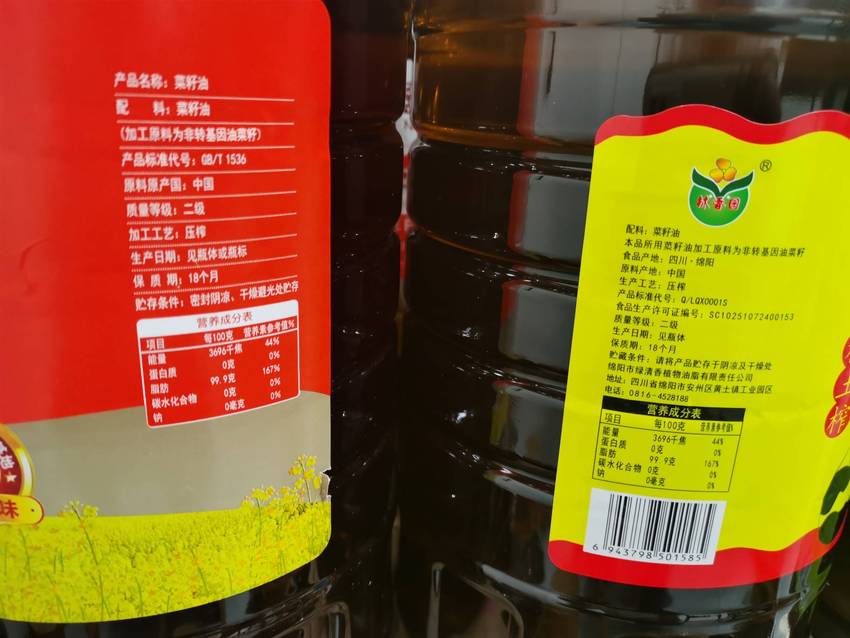 产品名称：菜籽油
配 料：菜籽油
(加工原料为非转基因油菜籽)
产品标准代号：GB/T 1536
原料原产国：中国
质量等级：二级
加工工艺：压榨
生产日期：见瓶体或瓶标
保 质 期：18个月
贮存条件：密封阴凉、干燥避光处贮存
营养成分表
项目 每100克 营养素参考值%
能量 3696千焦 44%
蛋白质 0克 0%
脂肪 99.9克 167%
碳水化合物 0克 0%
钠 0毫克 0%
味
®
配料：菜籽油
本品所用菜籽油加工原料为非转基因油菜籽
食品产地：四川·绵阳
原料产地：中国
生产工艺：压榨
产品标准代号：Q/LQX0001S
食品生产许可证编号：SC10251072400153
质量等级：二级
生产日期：见瓶体
保质期：18个月
贮藏条件：请将产品贮存于阴凉及干燥处
绵阳市绿清香植物油脂有限责任公司
地址：四川省绵阳市安州区黄土镇工业园区
电话：0816-4528188
营养成分表
项目 每100克 营养素参考值%
能量 3696千焦 44%
蛋白质 0克 0%
脂肪 99.9克 167%
碳水化合物 0克 0%
钠 0毫克 0%
6 943798 501585
土
榨